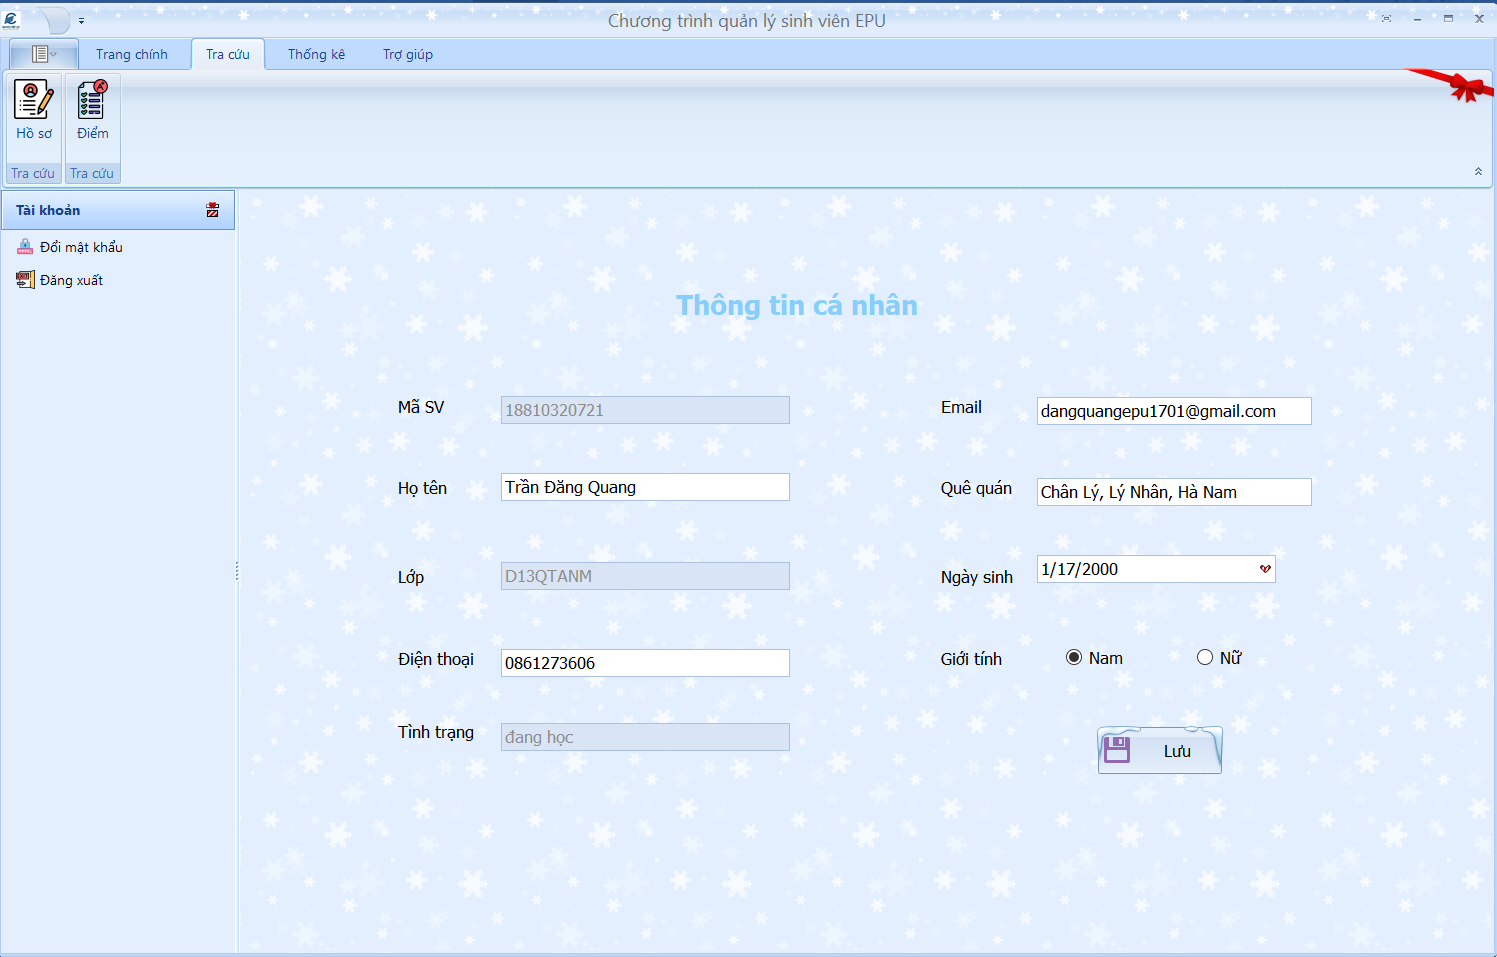 Chương trình quản lý sinh viên EPU
Trang chính Tra cứu Thống kê Trợ giúp
Hồ sơ Điểm
Tra cứu Tra cứu
Tài khoản
Đổi mật khẩu
Đăng xuất
Thông tin cá nhân
Mã SV 18810320721 Email dangquangepu1701@gmail.com
Họ tên Trần Đăng Quang Quê quán Chân Lý, Lý Nhân, Hà Nam
Lớp D13QTANM Ngày sinh 1/17/2000
Điện thoại 0861273606 Giới tính Nam Nữ
Tình trạng đang học
Lưu